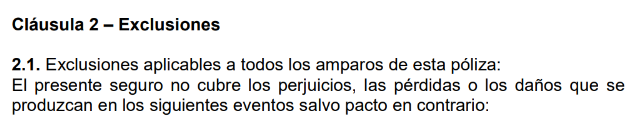 Cláusula 2 – Exclusiones
2.1. Exclusiones aplicables a todos los amparos de esta póliza:
El presente seguro no cubre los perjuicios, las pérdidas o los daños que se
produzcan en los siguientes eventos salvo pacto en contrario: